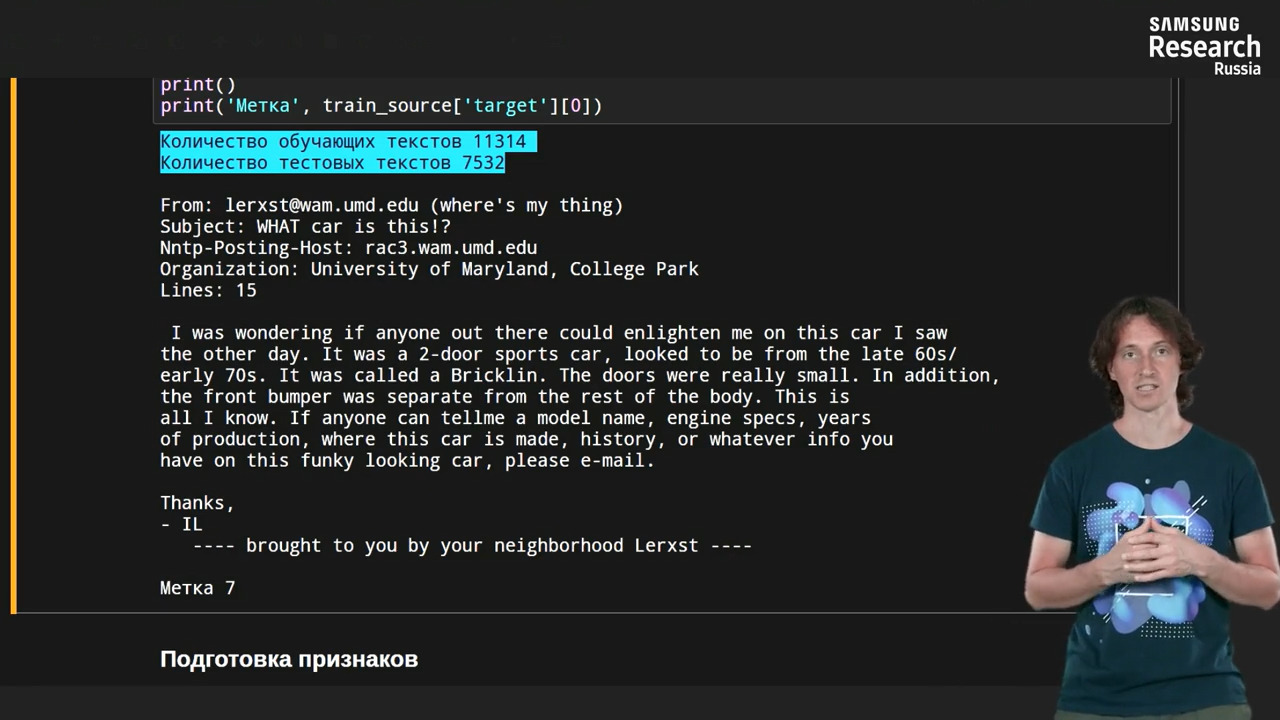 SAMSUNG
Research
Russia
print()
print('Метка', train_source['target'][0])
Количество обучающих текстов 11314
Количество тестовых текстов 7532
From: lerxst@wam.umd.edu (where's my thing)
Subject: WHAT car is this!?
Nntp-Posting-Host: rac3.wam.umd.edu
Organization: University of Maryland, College Park
Lines: 15
I was wondering if anyone out there could enlighten me on this car I saw
the other day. It was a 2-door sports car, looked to be from the late 60s/
early 70s. It was called a Bricklin. The doors were really small. In addition,
the front bumper was separate from the rest of the body. This is
all I know. If anyone can tellme a model name, engine specs, years
of production, where this car is made, history, or whatever info you
have on this funky looking car, please e-mail.
Thanks,
- IL
---- brought to you by your neighborhood Lerxst ----
Метка 7
Подготовка признаков